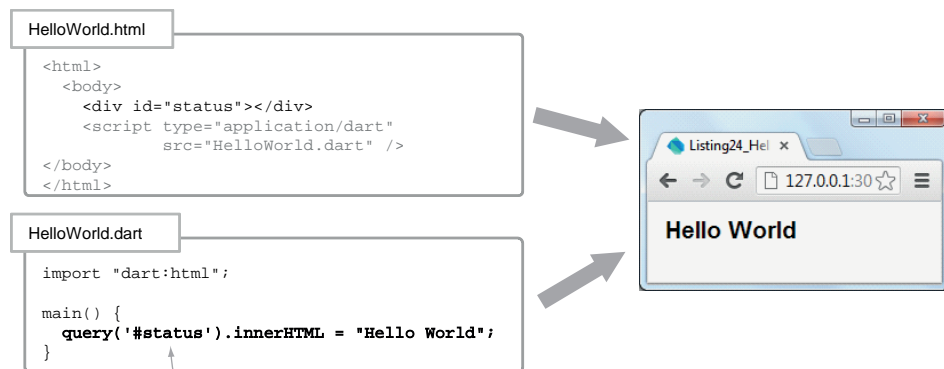 HelloWorld.html
<html>
<body>
<div id="status"></div>
<script type="application/dart"
src="HelloWorld.dart" />
</body>
</html>
HelloWorld.dart
import "dart:html";
main() {
query('#status').innerHTML = "Hello World";
}
Listing24_Hel
127.0.0.1:30
Hello World